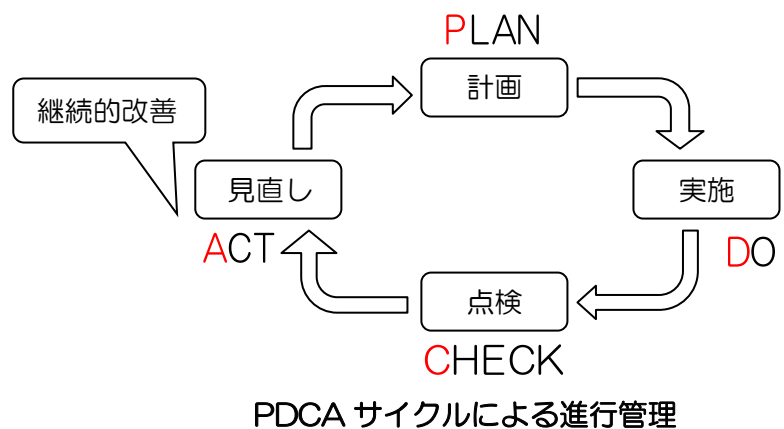 PLAN
計画
継続的改善
見直し
実施
ACT
DO
点検
CHECK
PDCA サイクルによる進行管理